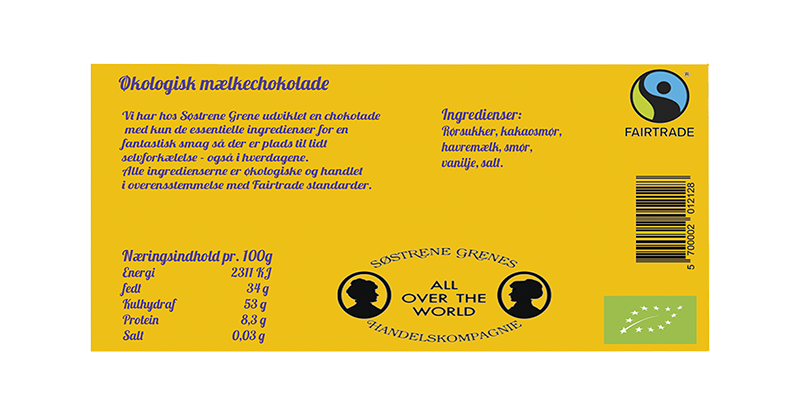 Økologisk mælkechokolade
Vi har hos Søstrene Grene udviklet en chokolade
med kun de essentielle ingredienser for en
fantastisk smag så der er plads til lidt
selvforkælelse - også i hverdagene.
Alle ingredienserne er økologiske og handlet
i overensstemmelse med Fairtrade standarder.
Ingredienser:
Rørsukker, kakaosmør,
havremælk, smør,
vanilje, salt.
®
FAIRTRADE
5 700002 012128
Næringsindhold pr. 100g
Energi 2311 KJ
fedt 34 g
Kulhydraf 53 g
Protein 8,3 g
Salt 0,03 g
SØSTRENE GRENES
ALL
OVER THE
WORLD
HANDELSKOMPAGNIE